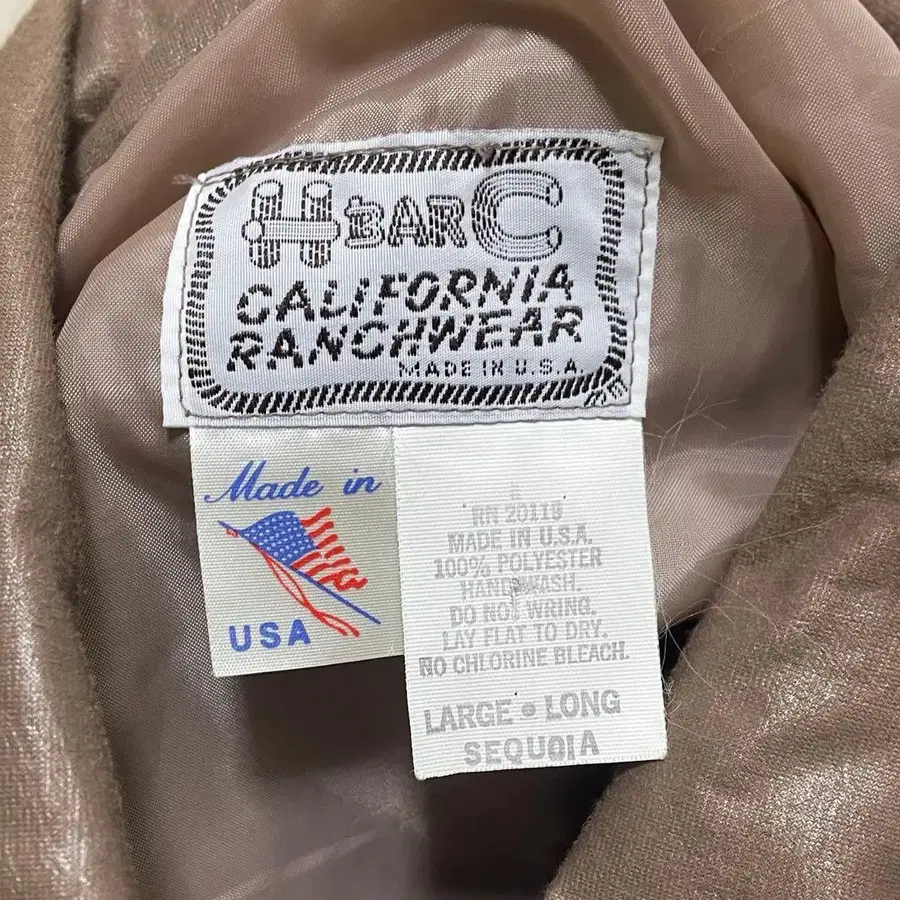 H BAR C
CALIFORNIA
RANCHWEAR
MADE IN U.S.A.
Made in
USA
RN 20119
MADE IN U.S.A.
100% POLYESTER
HAND WASH.
DO NOT WRING.
LAY FLAT TO DRY.
NO CHLORINE BLEACH.
LARGE • LONG
SEQUOIA